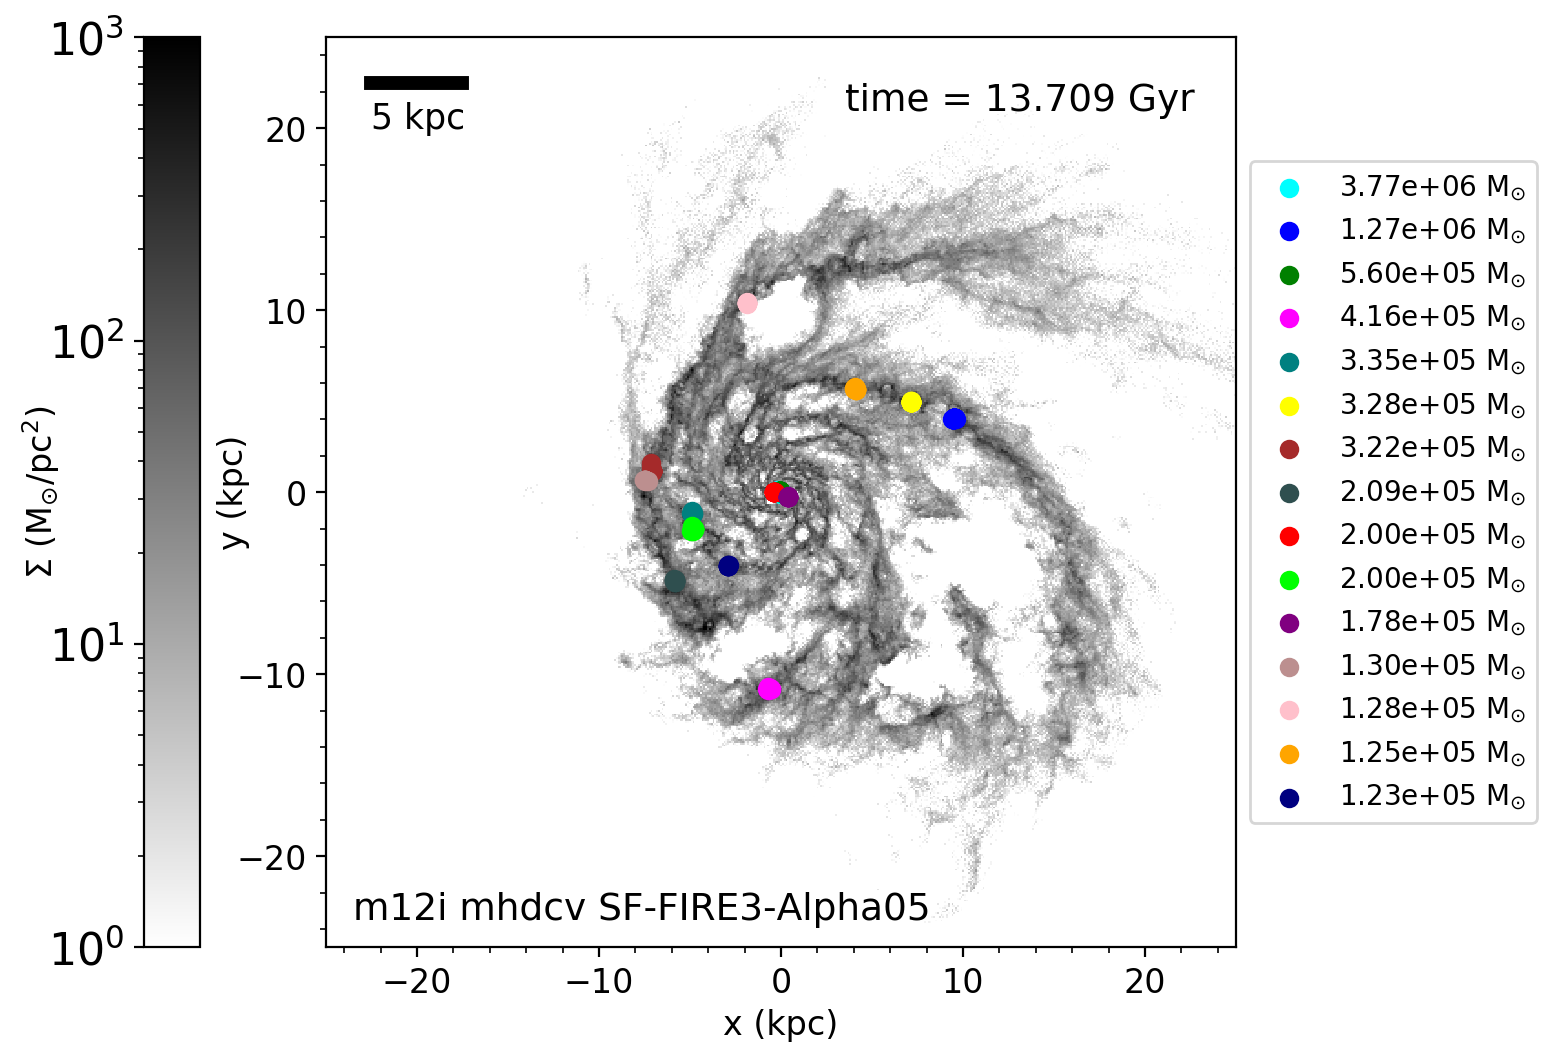 10³
10²
10¹
10⁰
Σ (M☉/pc²)
y (kpc)
20
10
0
−10
−20
5 kpc
time = 13.709 Gyr
m12i mhdcv SF-FIRE3-Alpha05
−20
−10
0
10
20
x (kpc)
3.77e+06 M☉
1.27e+06 M☉
5.60e+05 M☉
4.16e+05 M☉
3.35e+05 M☉
3.28e+05 M☉
3.22e+05 M☉
2.09e+05 M☉
2.00e+05 M☉
2.00e+05 M☉
1.78e+05 M☉
1.30e+05 M☉
1.28e+05 M☉
1.25e+05 M☉
1.23e+05 M☉